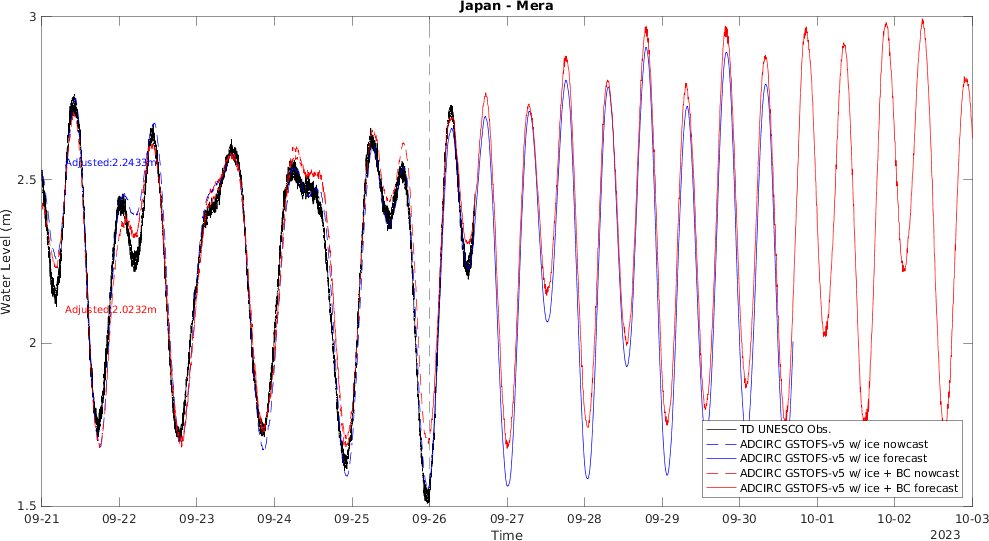 Japan - Mera
3
2.5
2
1.5
Water Level (m)
Adjusted:2.2433m
Adjusted:2.0232m
TD UNESCO Obs.
ADCIRC GSTOFS-v5 w/ ice nowcast
ADCIRC GSTOFS-v5 w/ ice forecast
ADCIRC GSTOFS-v5 w/ ice + BC nowcast
ADCIRC GSTOFS-v5 w/ ice + BC forecast
09-21 09-22 09-23 09-24 09-25 09-26 09-27 09-28 09-29 09-30 10-01 10-02 10-03
Time
2023